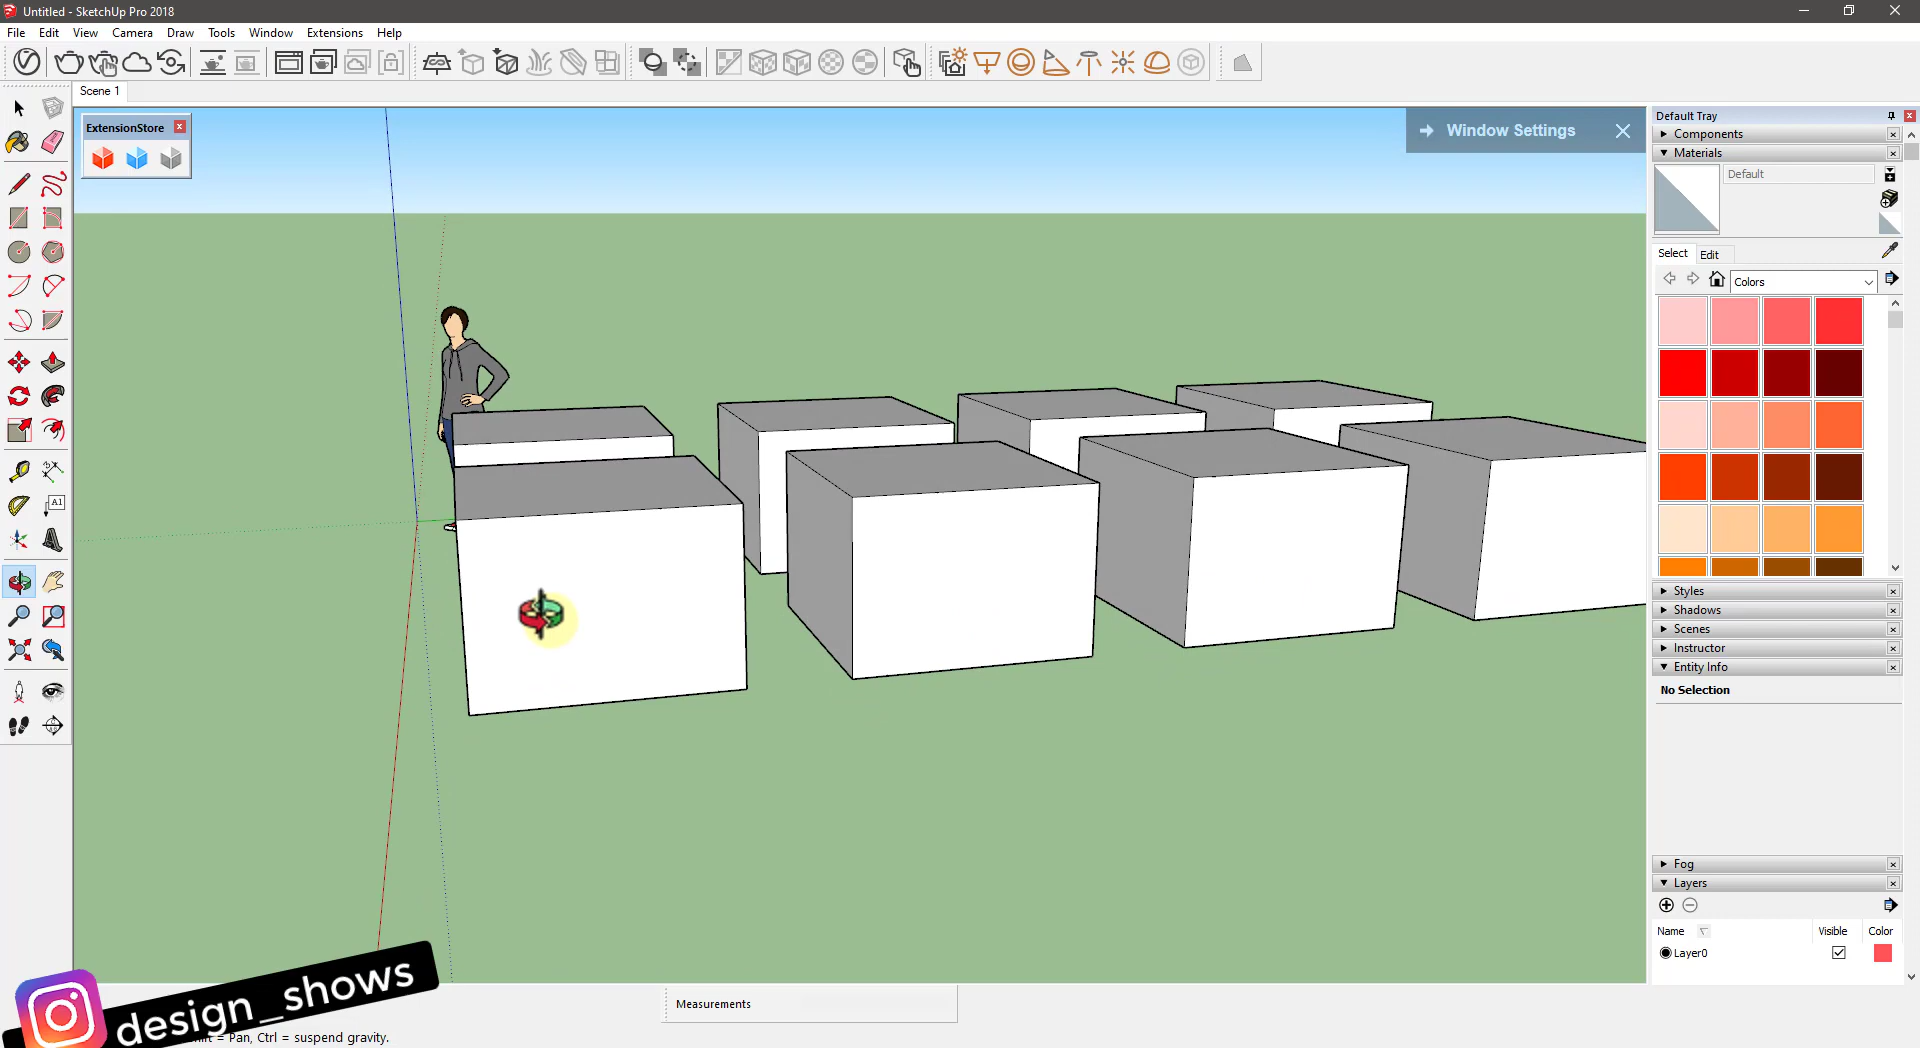 Untitled - SketchUp Pro 2018
File Edit View Camera Draw Tools Window Extensions Help
Scene 1
ExtensionStore
Window Settings
Default Tray
Components
Materials
Default
Select Edit
Colors
A1
Styles
Shadows
Scenes
Instructor
Entity Info
No Selection
Fog
Layers
Name Visible Color
Layer0
Measurements
design_shows
= Pan, Ctrl = suspend gravity.